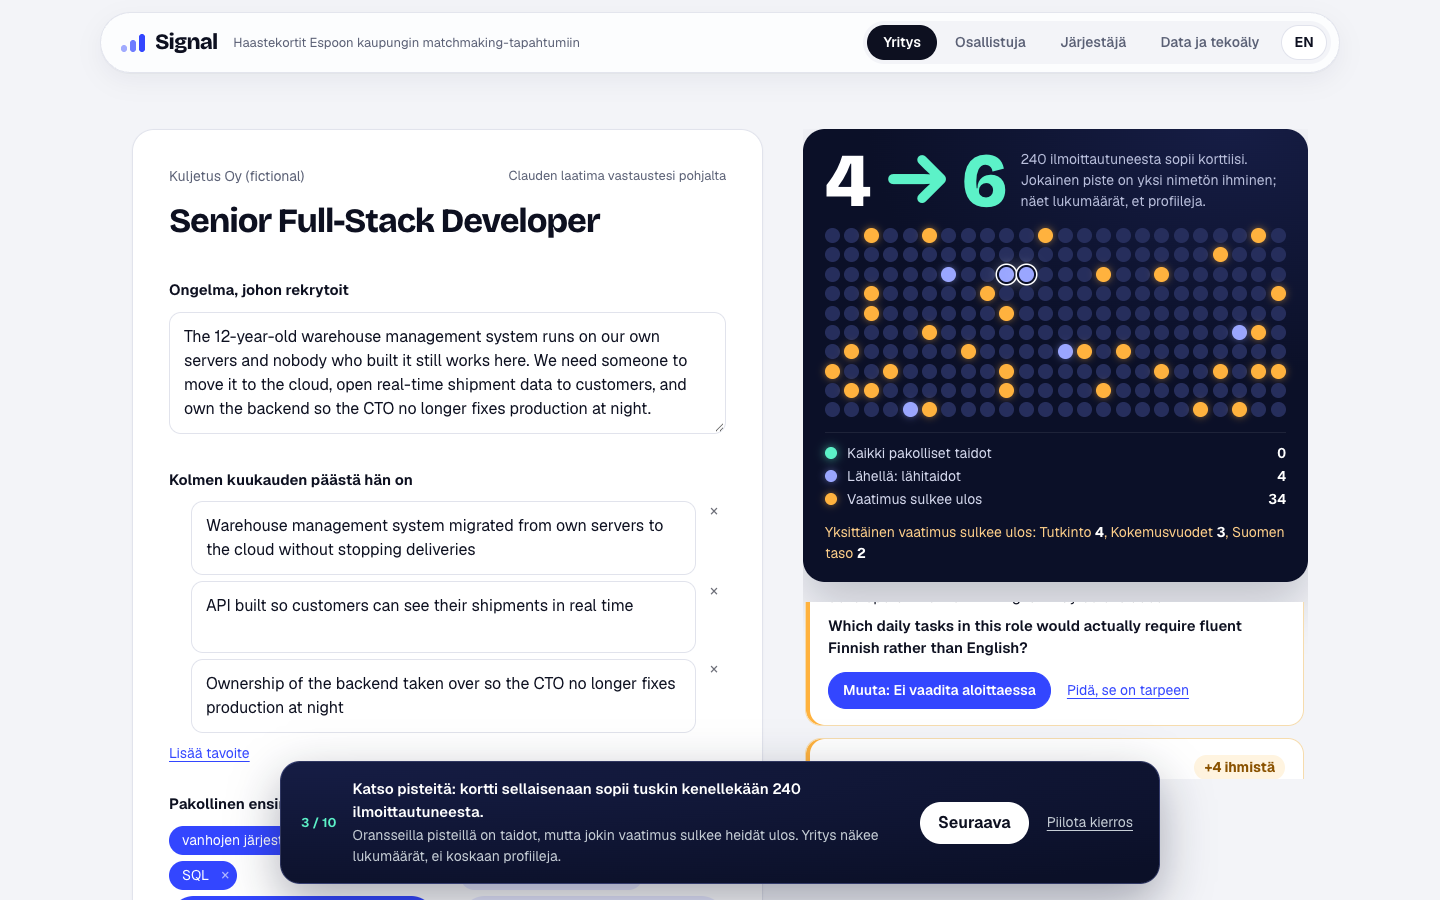 Signal
Haastekortit Espoon kaupungin matchmaking-tapahtumiin
Yritys
Osallistuja
Järjestäjä
Data ja tekoäly
EN
Kuljetus Oy (fictional)
Clauden laatima vastaustesi pohjalta
Senior Full-Stack Developer
Ongelma, johon rekrytoit
The 12-year-old warehouse management system runs on our own
servers and nobody who built it still works here. We need someone to
move it to the cloud, open real-time shipment data to customers, and
own the backend so the CTO no longer fixes production at night.
Kolmen kuukauden päästä hän on
Warehouse management system migrated from own servers to
the cloud without stopping deliveries
×
API built so customers can see their shipments in real time
×
Ownership of the backend taken over so the CTO no longer fixes
production at night
×
Lisää tavoite
Pakollinen ensi
vanhojen järjest
SQL ×
4 → 6
240 ilmoittautuneesta sopii korttiisi.
Jokainen piste on yksi nimetön ihminen;
näet lukumäärät, et profiileja.
Kaikki pakolliset taidot 0
Lähellä: lähitaidot 4
Vaatimus sulkee ulos 34
Yksittäinen vaatimus sulkee ulos: Tutkinto 4, Kokemusvuodet 3, Suomen
taso 2
Which daily tasks in this role would actually require fluent
Finnish rather than English?
Muuta: Ei vaadita aloittaessa
Pidä, se on tarpeen
+4 ihmistä
3 / 10
Katso pisteitä: kortti sellaisenaan sopii tuskin kenellekään 240
ilmoittautuneesta.
Oransseilla pisteillä on taidot, mutta jokin vaatimus sulkee heidät ulos. Yritys näkee
lukumäärät, ei koskaan profiileja.
Seuraava
Piilota kierros